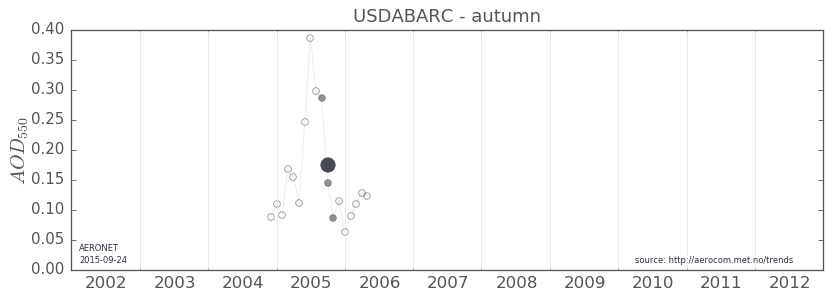 USDABARC - autumn
0.40
0.35
0.30
0.25
0.20
0.15
0.10
0.05
0.00
AOD550
AERONET
2015-09-24
source: http://aerocom.met.no/trends
2002 2003 2004 2005 2006 2007 2008 2009 2010 2011 2012